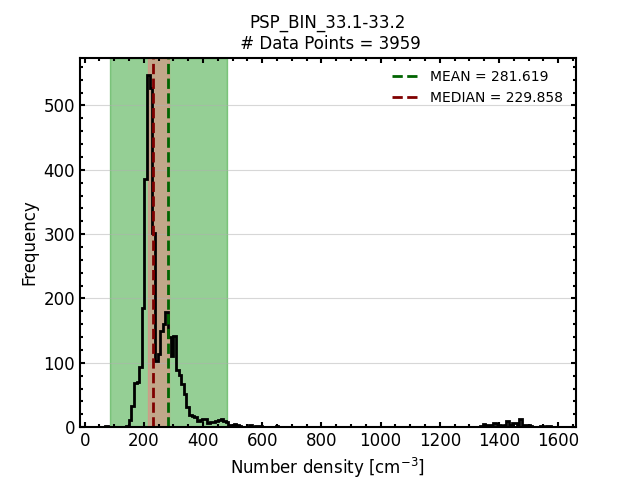 PSP_BIN_33.1-33.2
# Data Points = 3959
MEAN = 281.619
MEDIAN = 229.858
500
400
300
200
100
0
Frequency
0 200 400 600 800 1000 1200 1400 1600
Number density [cm⁻³]